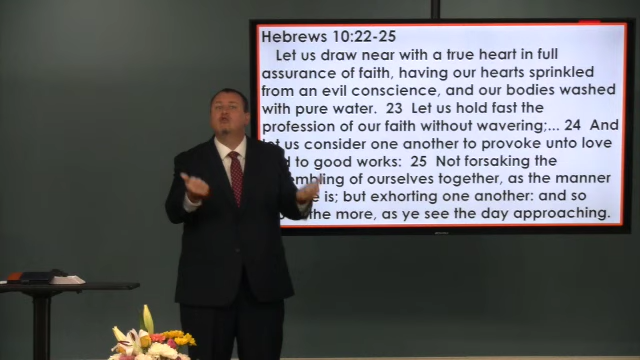 Hebrews 10:22-25
Let us draw near with a true heart in full
assurance of faith, having our hearts sprinkled
from an evil conscience, and our bodies washed
with pure water. 23 Let us hold fast the
profession of our faith without wavering;... 24 And
let us consider one another to provoke unto love
to good works: 25 Not forsaking the
of ourselves together, as the manner
is; but exhorting one another: and so
the more, as ye see the day approaching.